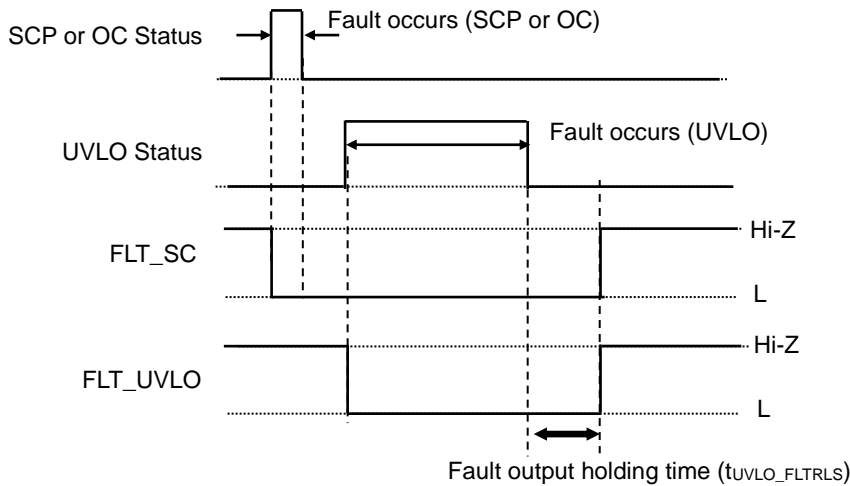 SCP or OC Status
Fault occurs (SCP or OC)
UVLO Status
Fault occurs (UVLO)
FLT_SC
Hi-Z
L
FLT_UVLO
Hi-Z
L
Fault output holding time (tUVLO_FLTRLS)